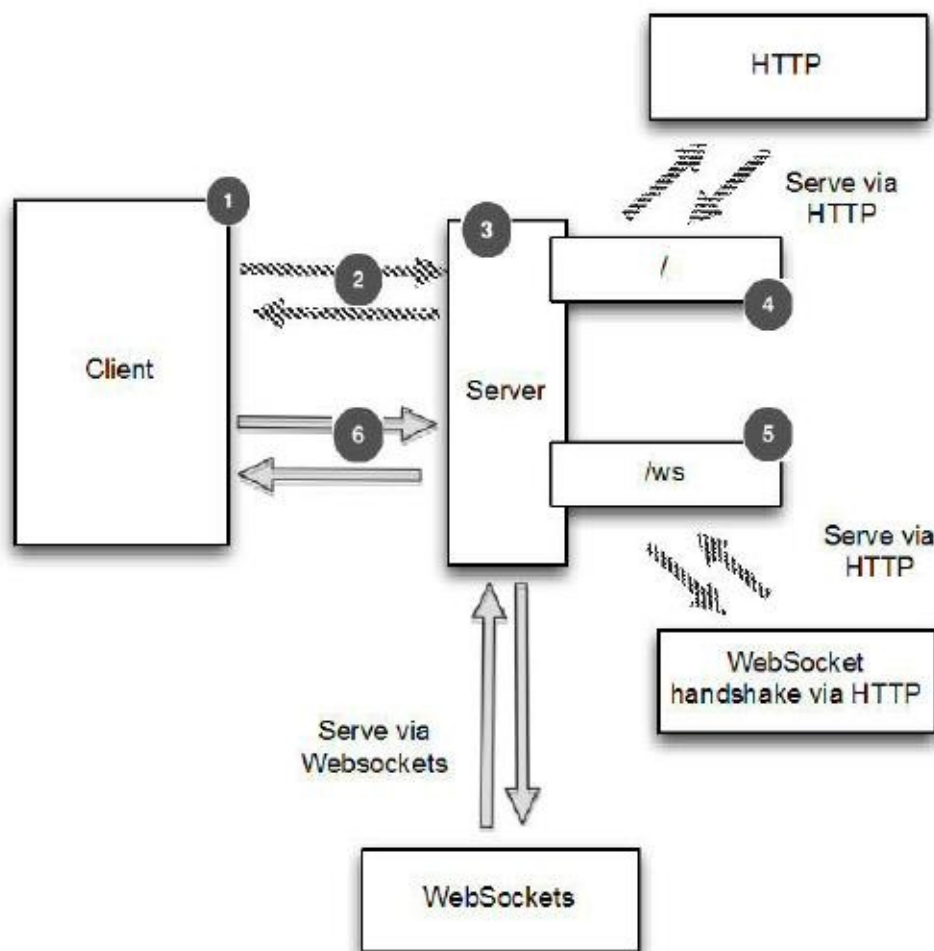 HTTP
Serve via
HTTP
1
3
2
/
4
Client
Server
6
5
/ws
Serve via
HTTP
WebSocket
handshake via HTTP
Serve via
Websockets
WebSockets